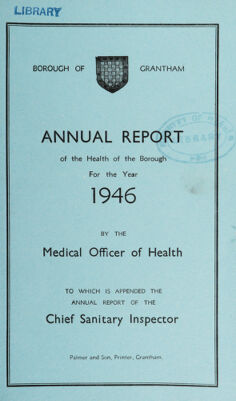 LIBRARY
BOROUGH OF GRANTHAM
ANNUAL REPORT
of the Health of the Borough
For the Year
1946
BY THE
Medical Officer of Health
TO WHICH IS APPENDED THE
ANNUAL REPORT OF THE
Chief Sanitary Inspector
Palmer and Son, Printer, Grantham.
LIBRARY